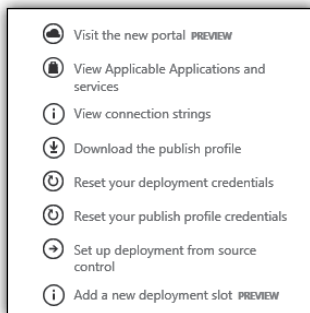 Visit the new portal PREVIEW
View Applicable Applications and
services
View connection strings
Download the publish profile
Reset your deployment credentials
Reset your publish profile credentials
Set up deployment from source
control
Add a new deployment slot PREVIEW